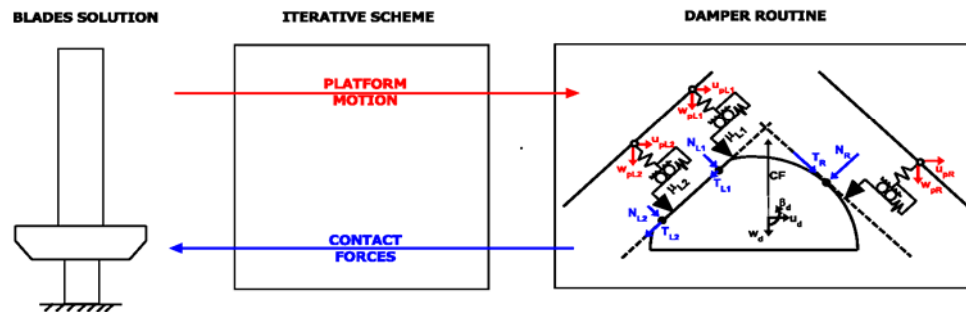 BLADES SOLUTION
ITERATIVE SCHEME
DAMPER ROUTINE
PLATFORM
MOTION
CONTACT
FORCES
u_pL1
w_pL1
μ_L1
u_pL2
w_pL2
μ_L2
N_L1
T_L1
N_L2
T_L2
CF
T_R
N_R
u_pR
w_pR
β_d
u_d
w_d